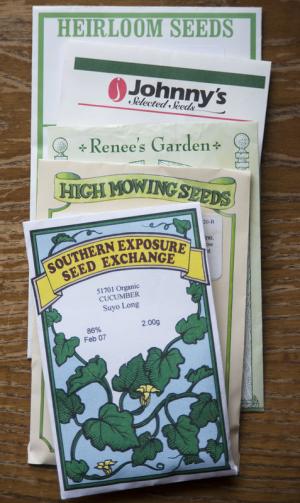 HEIRLOOM SEEDS
Johnny's
Selected Seeds
Renee's Garden
HIGH MOWING SEEDS
SOUTHERN EXPOSURE
SEED EXCHANGE
51701 Organic
CUCUMBER
Suyo Long
86%
2.00g
Feb 07